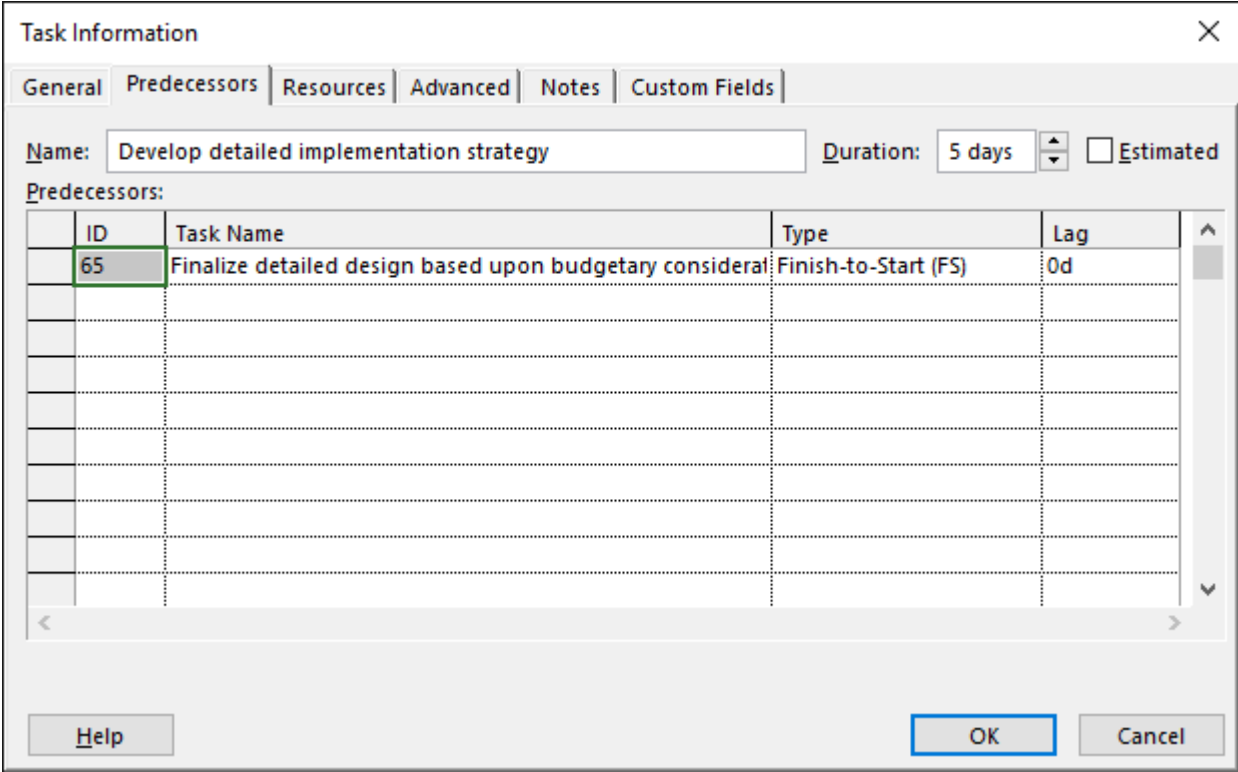 Task Information
General Predecessors Resources Advanced Notes Custom Fields
Name: Develop detailed implementation strategy Duration: 5 days Estimated
Predecessors:
ID Task Name Type Lag
65 Finalize detailed design based upon budgetary considerat Finish-to-Start (FS) 0d
Help OK Cancel